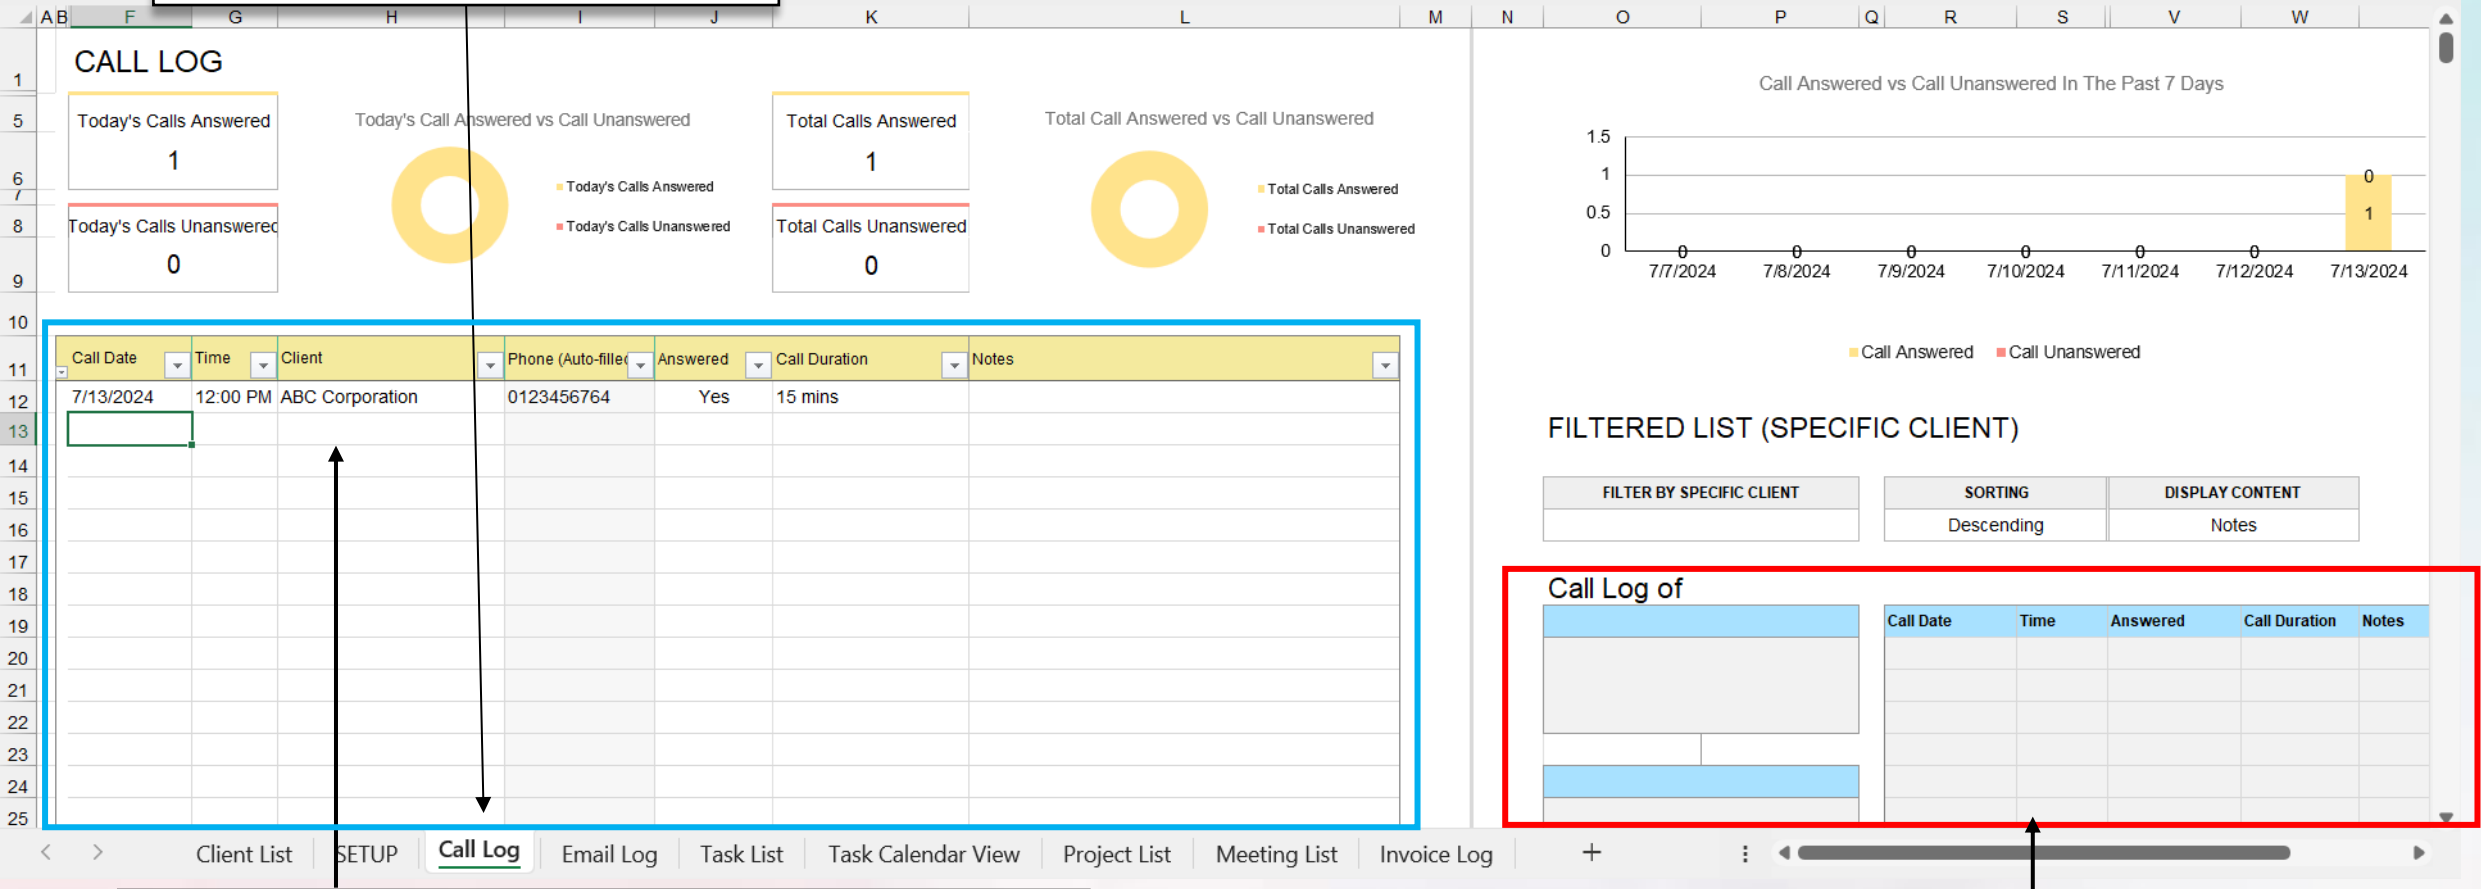 A B F G H I J K L M N O P Q R S V W
1 CALL LOG
Call Answered vs Call Unanswered In The Past 7 Days
5 Today's Calls Answered
1
Today's Call Answered vs Call Unanswered
Today's Calls Answered
Today's Calls Unanswered
Total Calls Answered
1
Total Call Answered vs Call Unanswered
Total Calls Answered
Total Calls Unanswered
6
7
8 Today's Calls Unanswered
0
Total Calls Unanswered
0
9
10
1.5
1
0.5
0
0 0 0 0 0 0 0
1
7/7/2024 7/8/2024 7/9/2024 7/10/2024 7/11/2024 7/12/2024 7/13/2024
Call Answered Call Unanswered
11 Call Date Time Client Phone (Auto-filled Answered Call Duration Notes
12 7/13/2024 12:00 PM ABC Corporation 0123456764 Yes 15 mins
13
14
15
16
17
18
19
20
21
22
23
24
25
FILTERED LIST (SPECIFIC CLIENT)
FILTER BY SPECIFIC CLIENT SORTING DISPLAY CONTENT
Descending Notes
Call Log of
Call Date Time Answered Call Duration Notes
Client List SETUP Call Log Email Log Task List Task Calendar View Project List Meeting List Invoice Log +